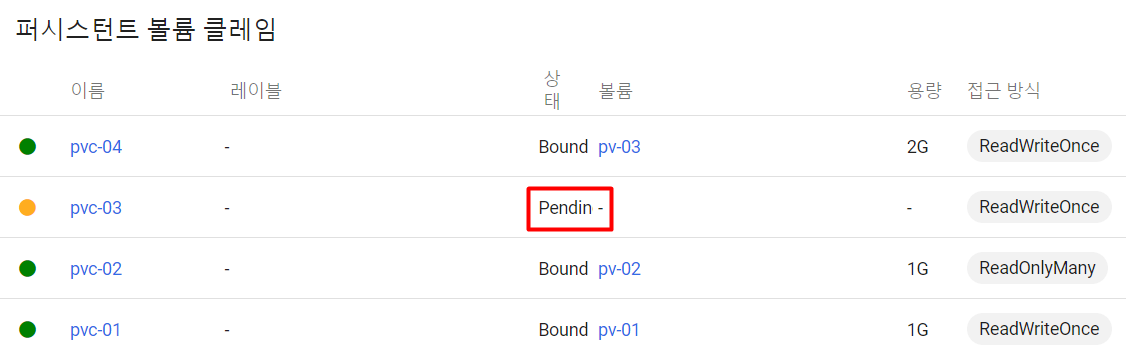 퍼시스턴트 볼륨 클레임
이름 레이블 상태 볼륨 용량 접근 방식
pvc-04 - Bound pv-03 2G ReadWriteOnce
pvc-03 - Pendin - - ReadWriteOnce
pvc-02 - Bound pv-02 1G ReadOnlyMany
pvc-01 - Bound pv-01 1G ReadWriteOnce